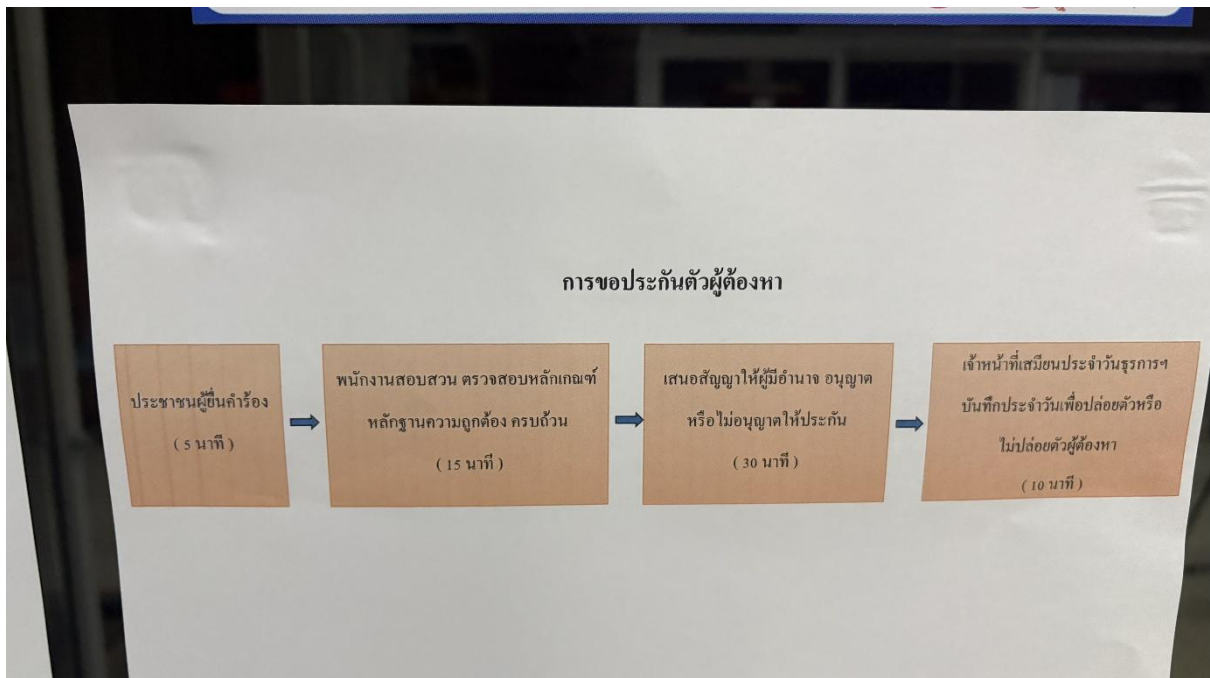 การขอประกันตัวผู้ต้องหา
ประชาชนผู้ยื่นคำร้อง
( 5 นาที )
พนักงานสอบสวน ตรวจสอบหลักเกณฑ์
หลักฐานความถูกต้อง ครบถ้วน
( 15 นาที )
เสนอสัญญาให้ผู้มีอำนาจ อนุญาต
หรือไม่อนุญาตให้ประกัน
( 30 นาที )
เจ้าหน้าที่เสมียนประจำวันธุรการฯ
บันทึกประจำวันเพื่อปล่อยตัวหรือ
ไม่ปล่อยตัวผู้ต้องหา
( 10 นาที )